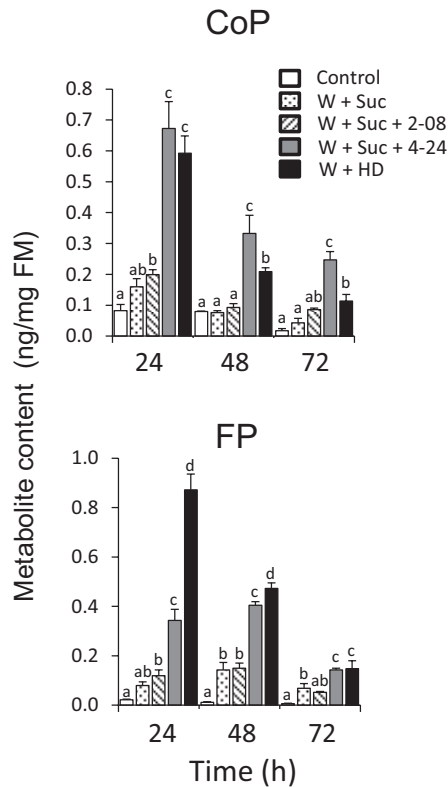 CoP
Control
W + Suc
W + Suc + 2-08
W + Suc + 4-24
W + HD
0.8
0.7
0.6
0.5
0.4
0.3
0.2
0.1
0.0
a ab b c c
a a a c b
a a ab c b
24 48 72
Metabolite content (ng/mg FM)
FP
1.0
0.8
0.6
0.4
0.2
0.0
a ab b c d
a b b c d
a b ab c c
24 48 72
Time (h)